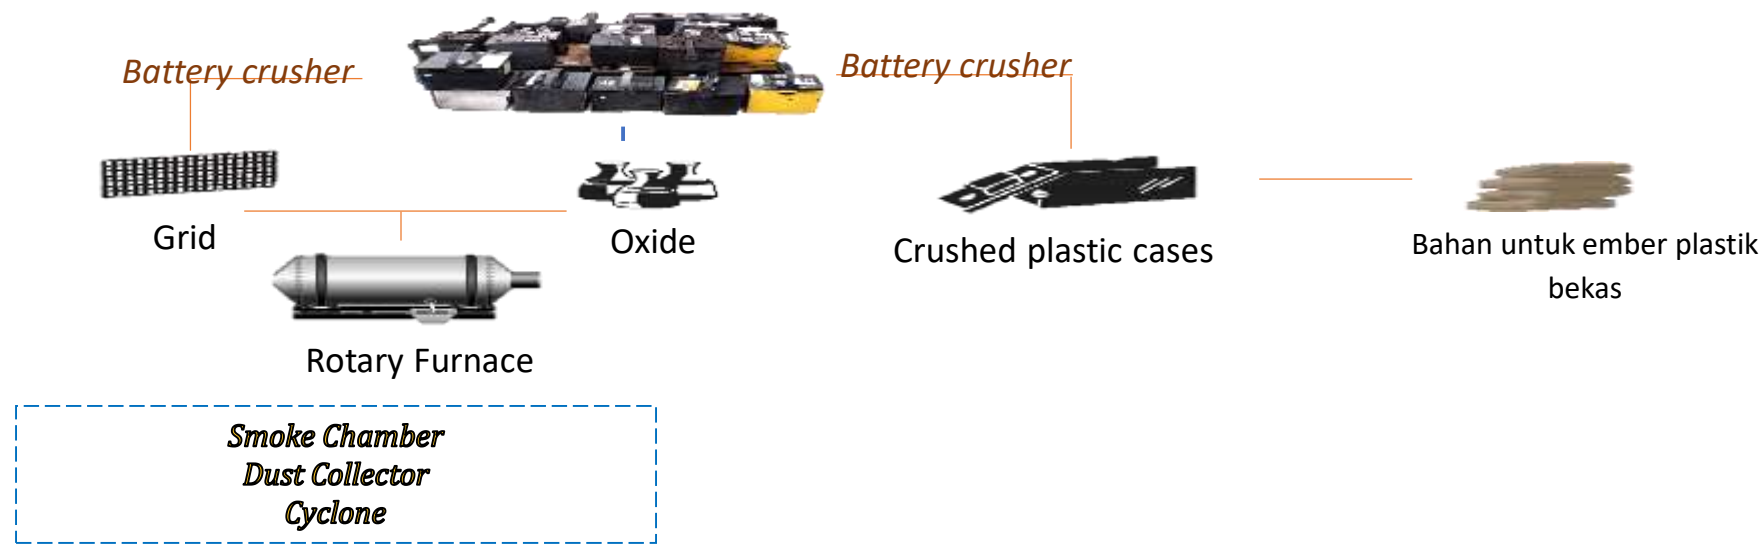 Battery crusher
Battery crusher
Grid
Oxide
Crushed plastic cases
Bahan untuk ember plastik
bekas
Rotary Furnace
Smoke Chamber
Dust Collector
Cyclone